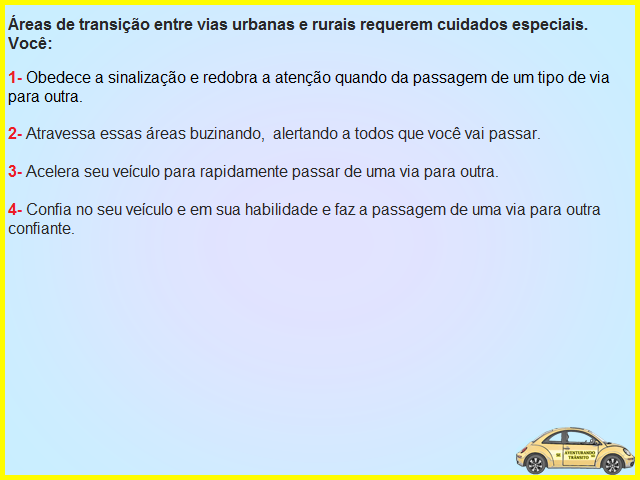 Áreas de transição entre vias urbanas e rurais requerem cuidados especiais.
Você:
1- Obedece a sinalização e redobra a atenção quando da passagem de um tipo de via
para outra.
2- Atravessa essas áreas buzinando, alertando a todos que você vai passar.
3- Acelera seu veículo para rapidamente passar de uma via para outra.
4- Confia no seu veículo e em sua habilidade e faz a passagem de uma via para outra
confiante.
AVENTURANDO
TRÂNSITO